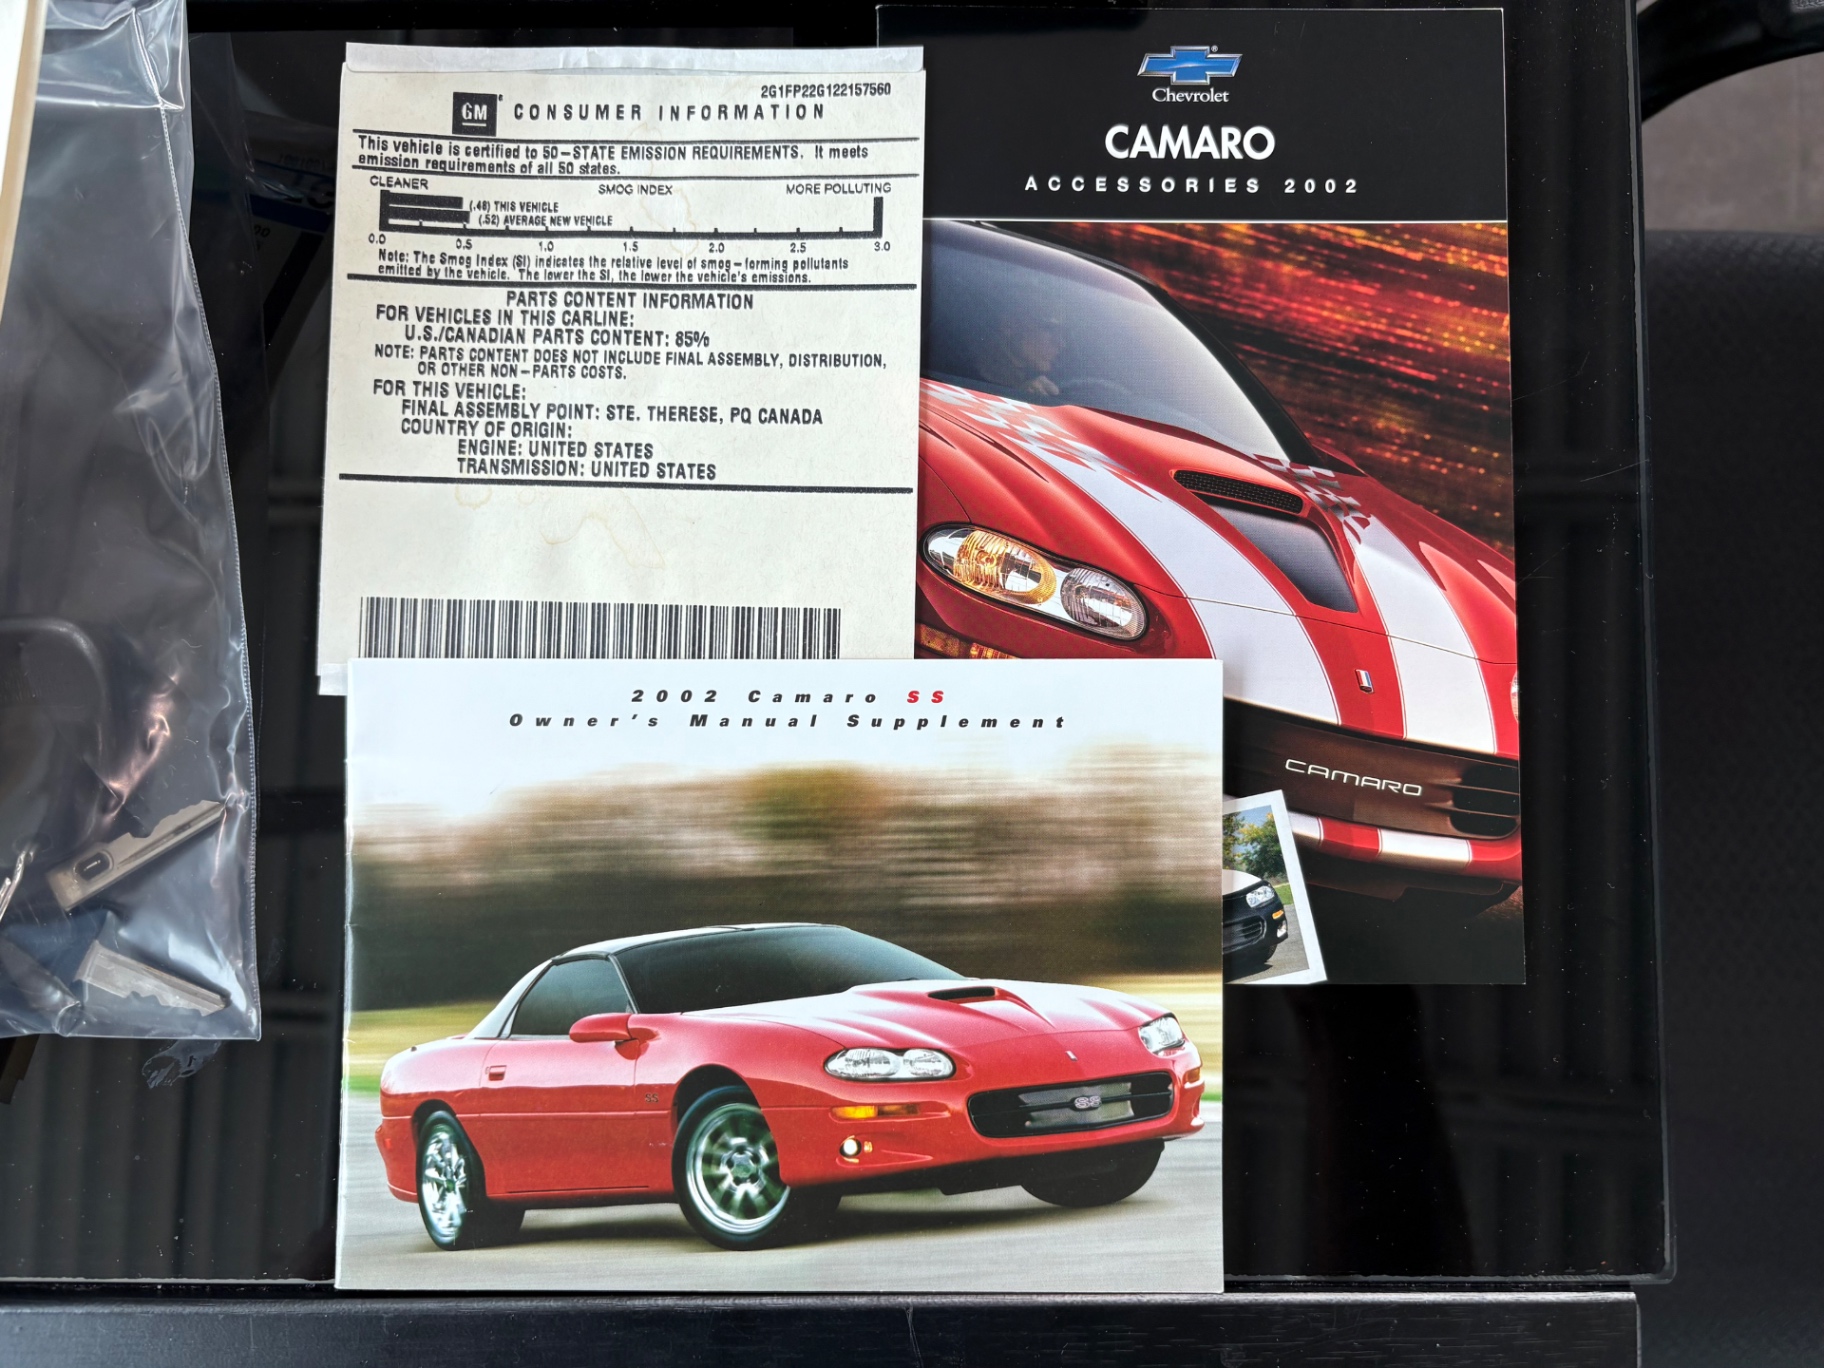 2G1FP22G122157560
GM CONSUMER INFORMATION
This vehicle is certified to 50-STATE EMISSION REQUIREMENTS. It meets
emission requirements of all 50 states.
CLEANER SMOG INDEX MORE POLLUTING
(.48) THIS VEHICLE
(.52) AVERAGE NEW VEHICLE
0.0 0.5 1.0 1.5 2.0 2.5 3.0
Note: The Smog Index (SI) indicates the relative level of smog-forming pollutants
emitted by the vehicle. The lower the SI, the lower the vehicle's emissions.
PARTS CONTENT INFORMATION
FOR VEHICLES IN THIS CARLINE:
U.S./CANADIAN PARTS CONTENT: 85%
NOTE: PARTS CONTENT DOES NOT INCLUDE FINAL ASSEMBLY, DISTRIBUTION,
OR OTHER NON-PARTS COSTS.
FOR THIS VEHICLE:
FINAL ASSEMBLY POINT: STE. THERESE, PQ CANADA
COUNTRY OF ORIGIN:
ENGINE: UNITED STATES
TRANSMISSION: UNITED STATES
Chevrolet
CAMARO
ACCESSORIES 2002
CAMARO
2002 Camaro SS
Owner's Manual Supplement
SS
SS